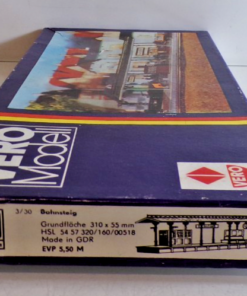 VERO
Modell
VERO
3/30 Bahnsteig
Grundfläche 310 x 55 mm
HSL 54 57 320/160/00518
Made in GDR
EVP 5,50 M